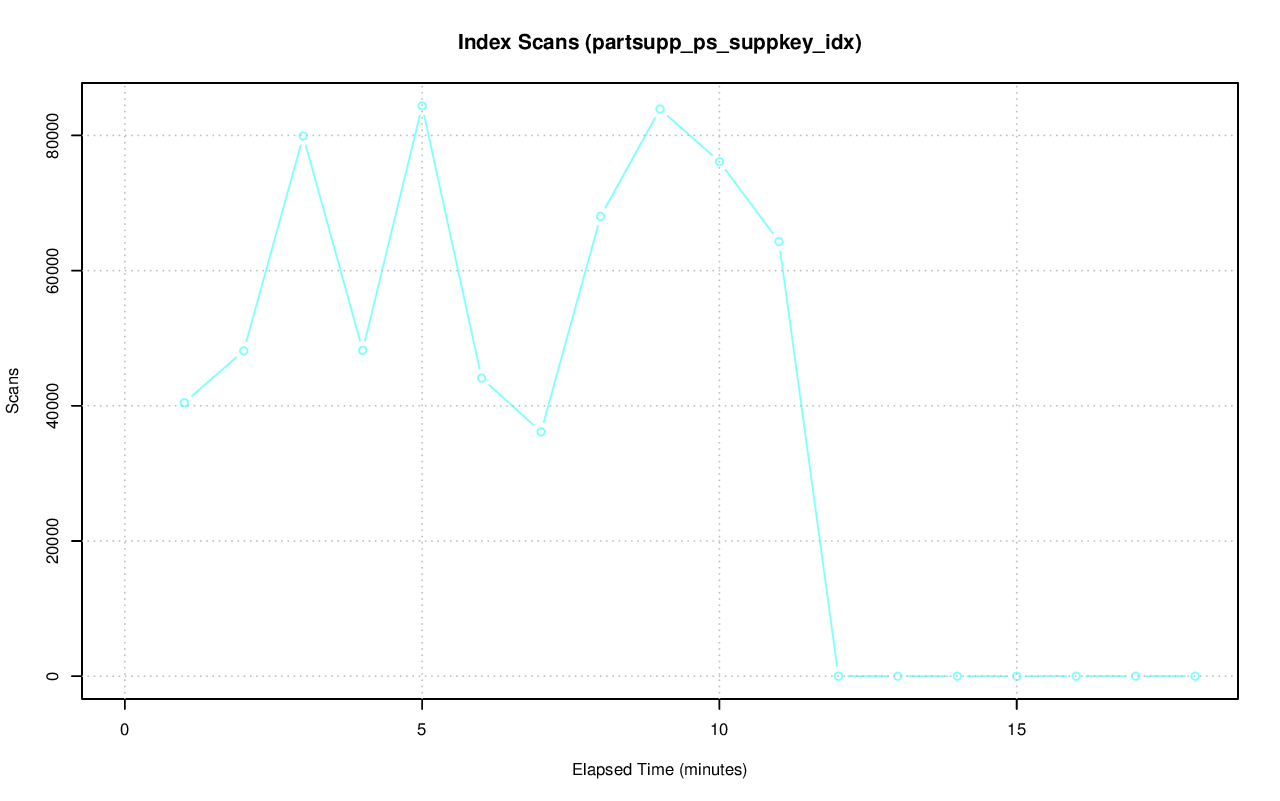 Index Scans (partsupp_ps_suppkey_idx)
80000
60000
40000
20000
0
Scans
0 5 10 15
Elapsed Time (minutes)